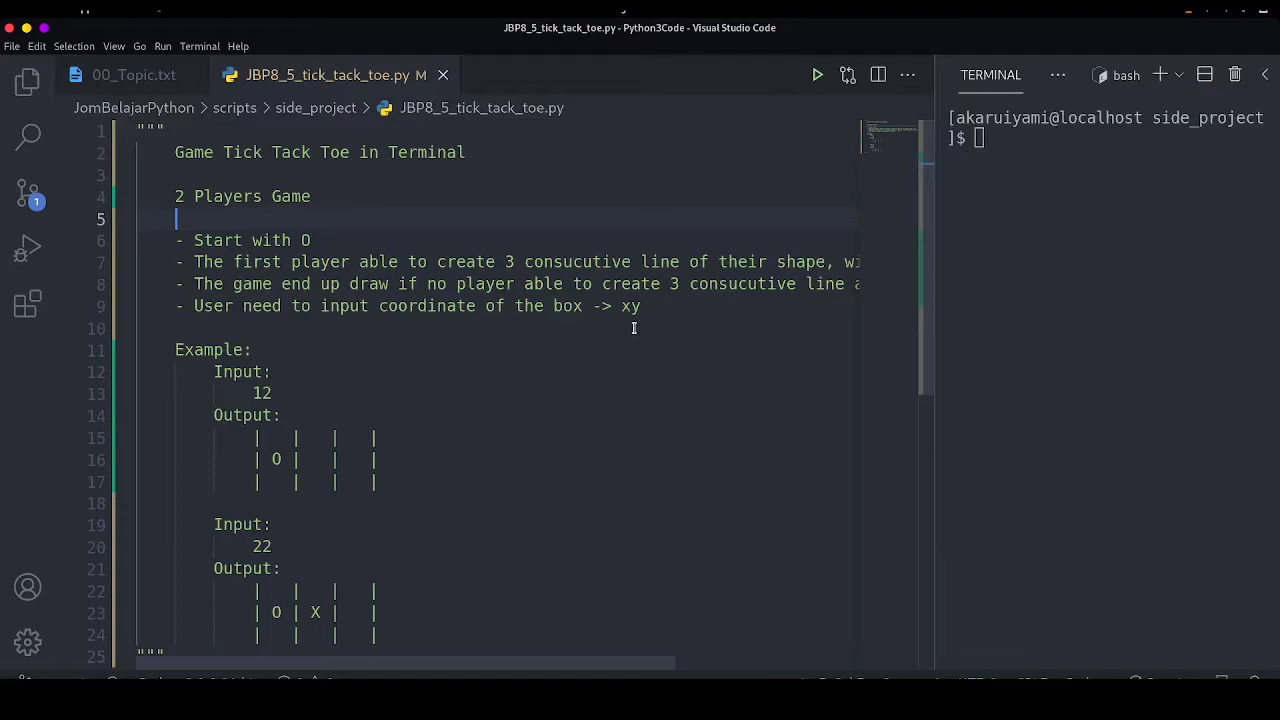 JBP8_5_tick_tack_toe.py - Python3Code - Visual Studio Code
File Edit Selection View Go Run Terminal Help
00_Topic.txt JBP8_5_tick_tack_toe.py M
TERMINAL
bash
JomBelajarPython > scripts > side_project > JBP8_5_tick_tack_toe.py
1 """
2 Game Tick Tack Toe in Terminal
3
4 2 Players Game
5
6 - Start with O
7 - The first player able to create 3 consucutive line of their shape, wi
8 - The game end up draw if no player able to create 3 consucutive line a
9 - User need to input coordinate of the box -> xy
10
11 Example:
12 Input:
13 12
14 Output:
15 | | | |
16 | O | | |
17 | | | |
18
19 Input:
20 22
21 Output:
22 | | | |
23 | O | X | |
24 | | | |
25 """
[akaruiyami@localhost side_project
]$
1